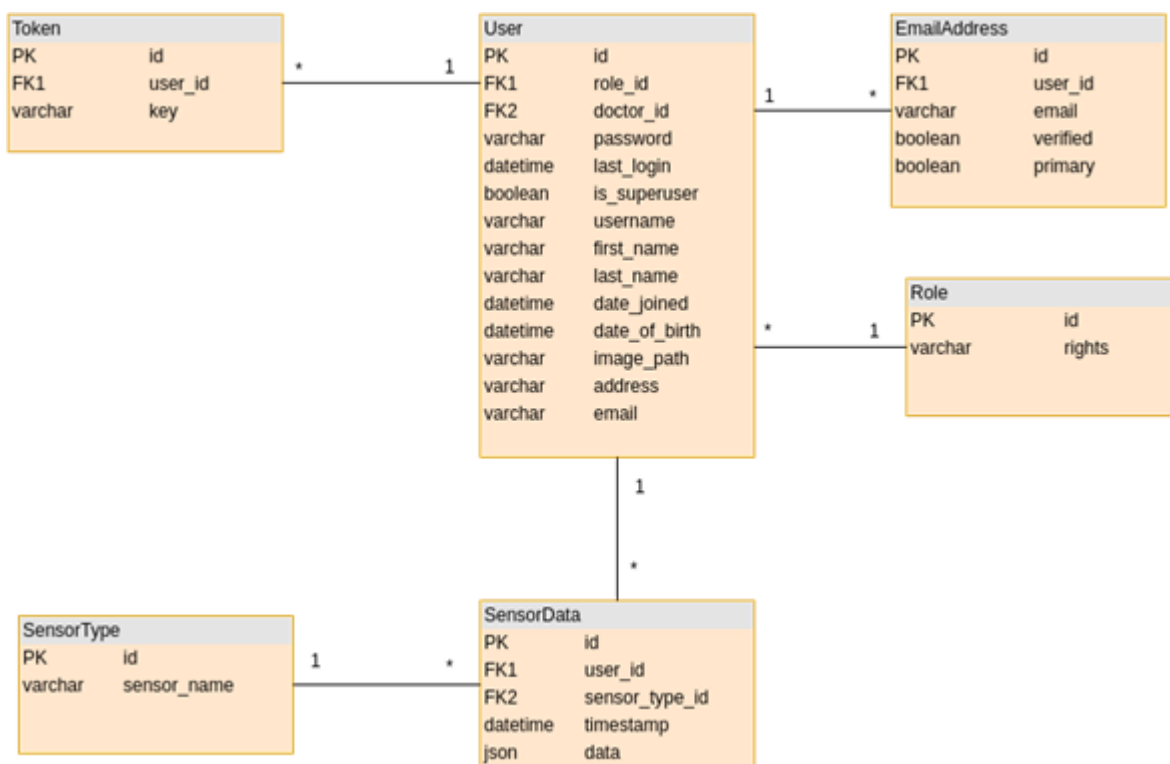 Token
PK id
FK1 user_id
varchar key
* 1
User
PK id
FK1 role_id
FK2 doctor_id
varchar password
datetime last_login
boolean is_superuser
varchar username
varchar first_name
varchar last_name
datetime date_joined
datetime date_of_birth
varchar image_path
varchar address
varchar email
1 *
EmailAddress
PK id
FK1 user_id
varchar email
boolean verified
boolean primary
* 1
Role
PK id
varchar rights
1
*
SensorType
PK id
varchar sensor_name
1 *
SensorData
PK id
FK1 user_id
FK2 sensor_type_id
datetime timestamp
json data